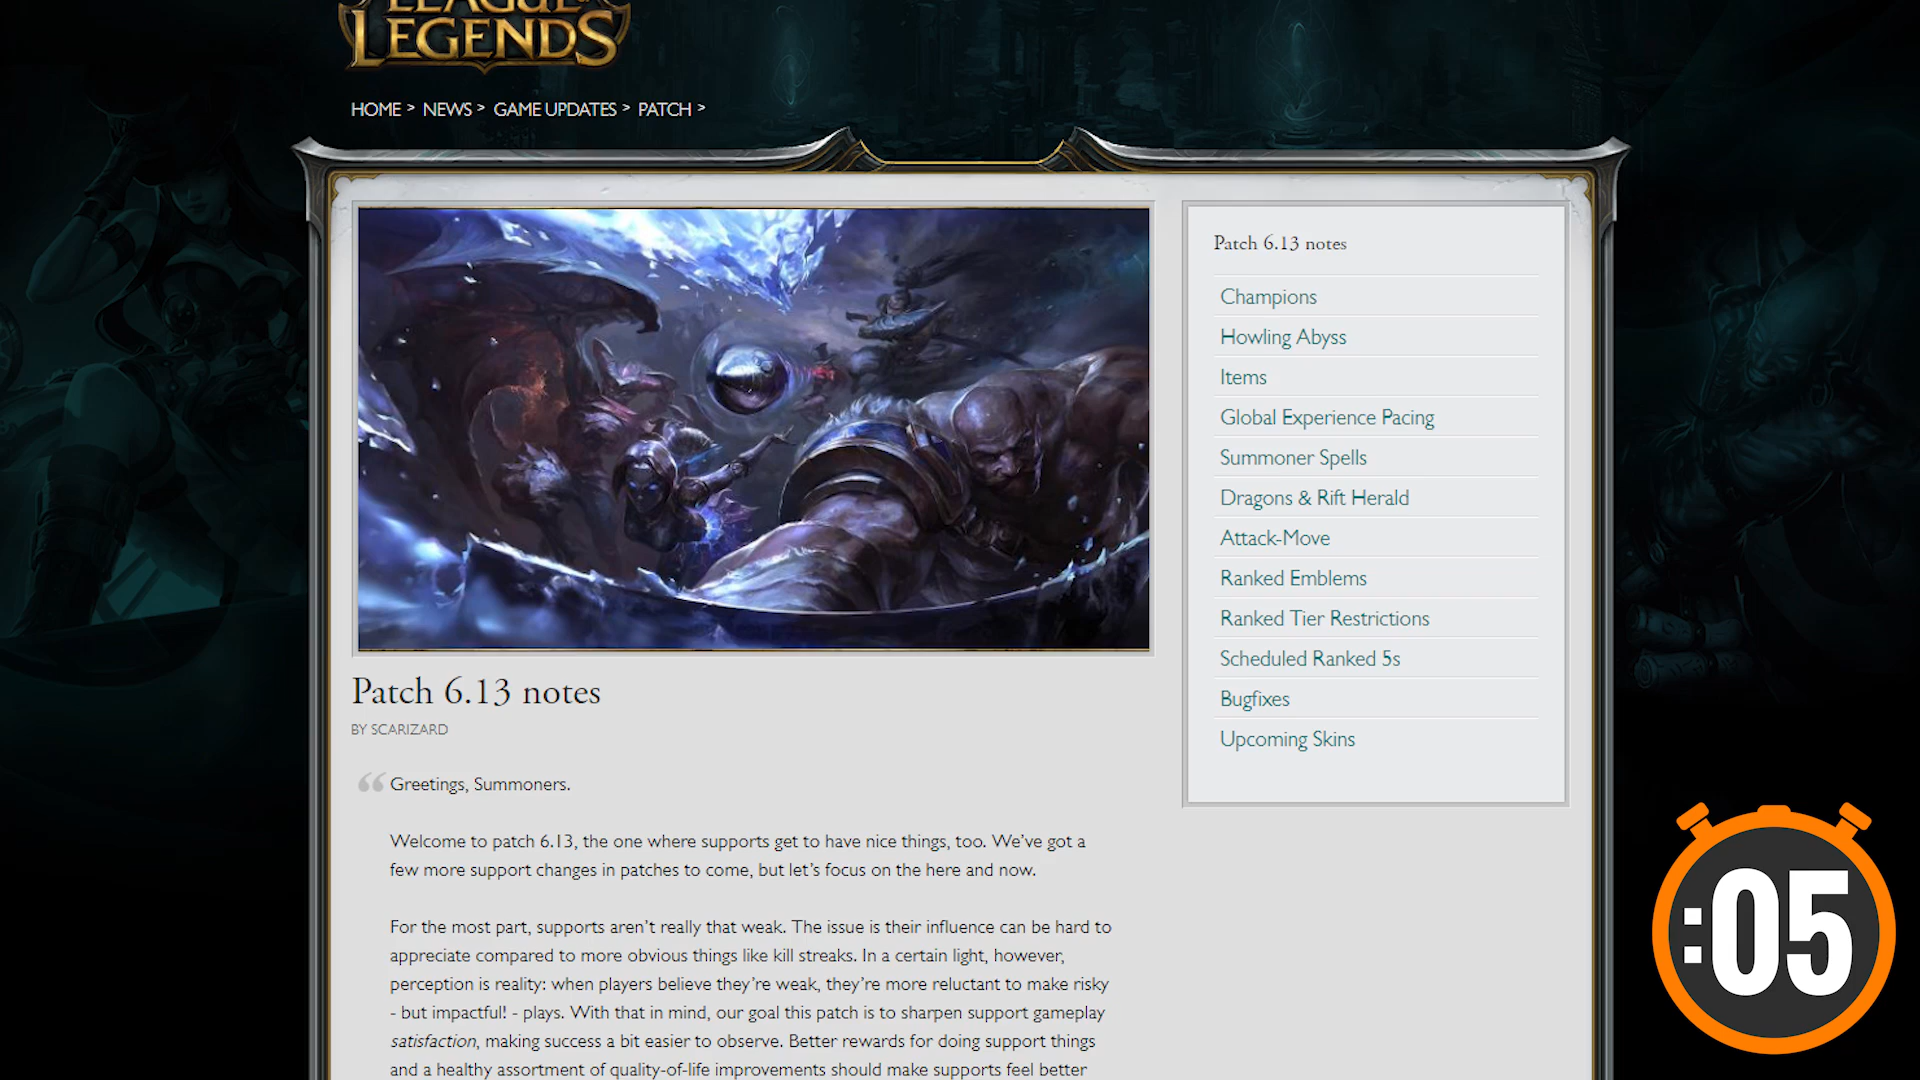 LEAGUE OF
LEGENDS
HOME > NEWS > GAME UPDATES > PATCH >
Patch 6.13 notes
Champions
Howling Abyss
Items
Global Experience Pacing
Summoner Spells
Dragons & Rift Herald
Attack-Move
Ranked Emblems
Ranked Tier Restrictions
Scheduled Ranked 5s
Bugfixes
Upcoming Skins
Patch 6.13 notes
BY SCARIZARD
“ Greetings, Summoners.
Welcome to patch 6.13, the one where supports get to have nice things, too. We’ve got a
few more support changes in patches to come, but let’s focus on the here and now.
For the most part, supports aren’t really that weak. The issue is their influence can be hard to
appreciate compared to more obvious things like kill streaks. In a certain light, however,
perception is reality: when players believe they’re weak, they’re more reluctant to make risky
- but impactful! - plays. With that in mind, our goal this patch is to sharpen support gameplay
satisfaction, making success a bit easier to observe. Better rewards for doing support things
and a healthy assortment of quality-of-life improvements should make supports feel better
:05